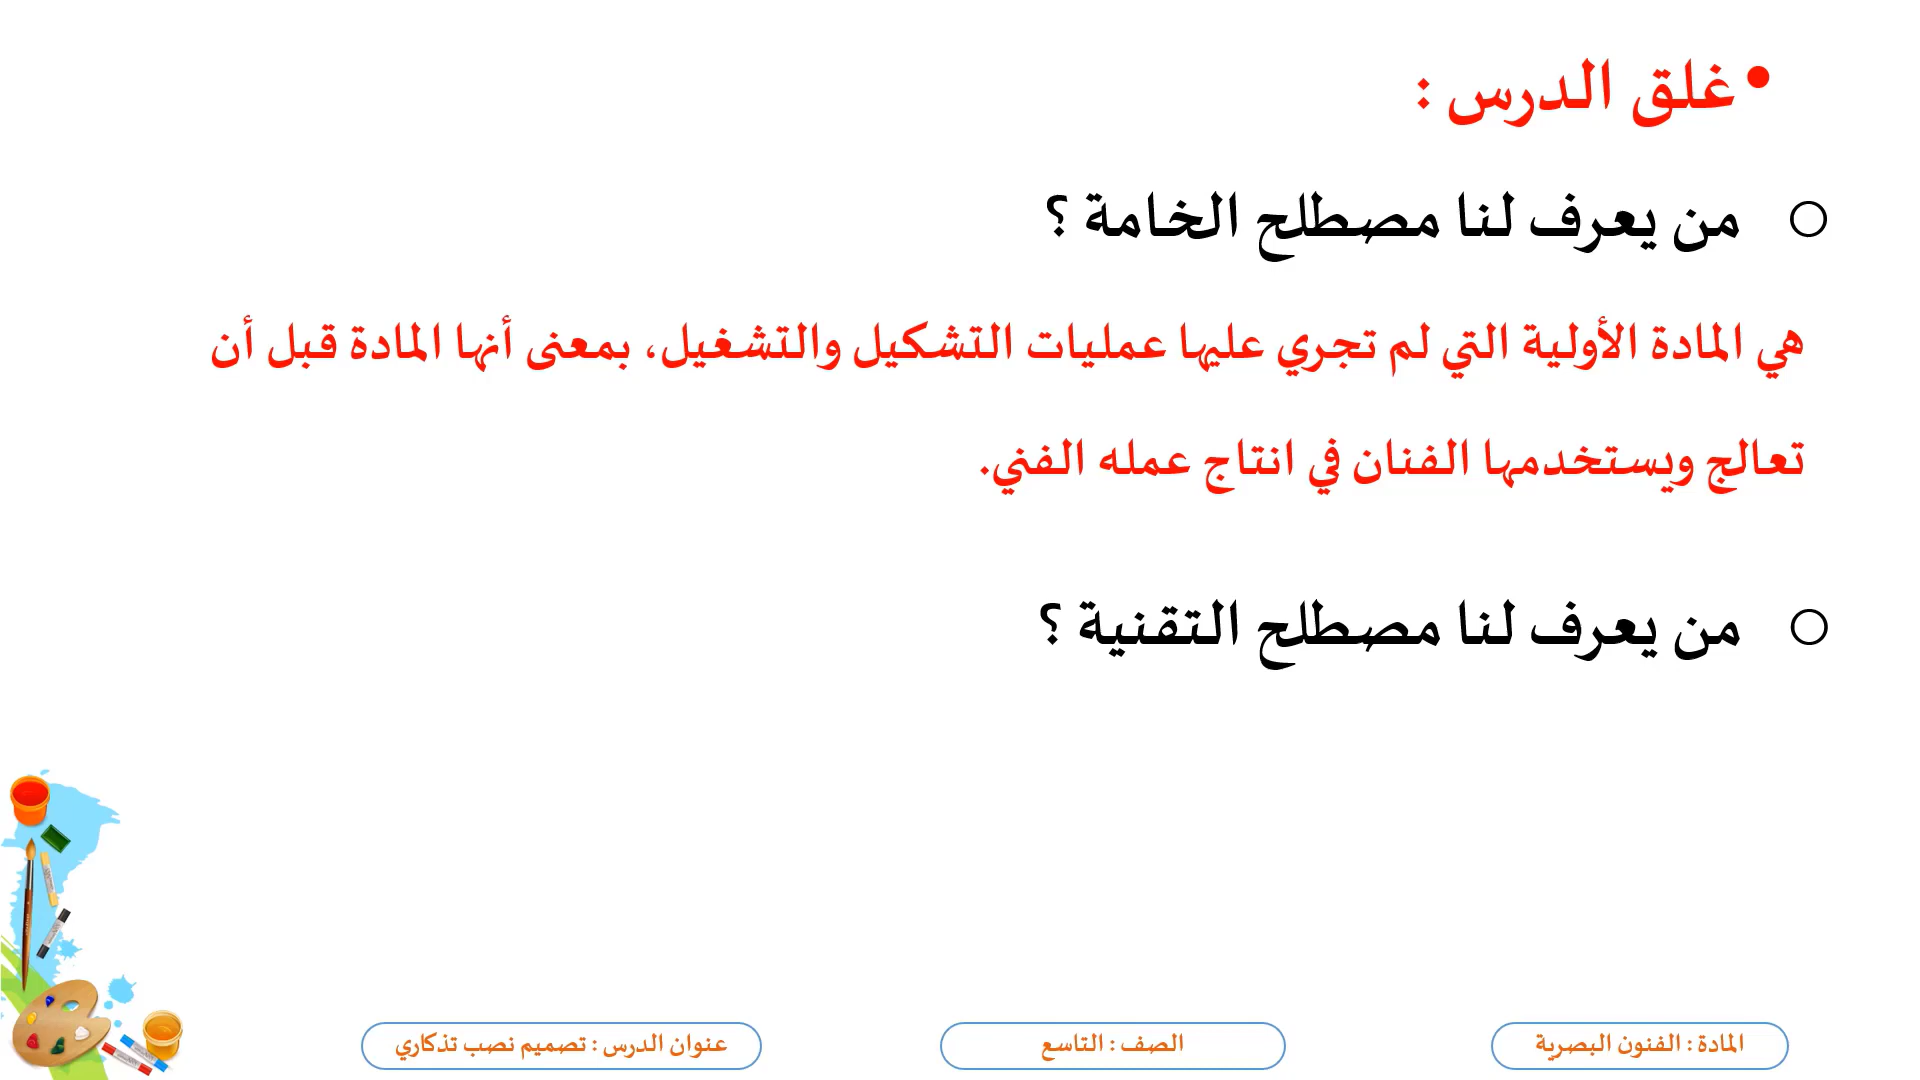 • غلق الدرس :
○ من يعرف لنا مصطلح الخامة ؟
هي المادة الأولية التي لم تجري عليها عمليات التشكيل والتشغيل، بمعنى أنها المادة قبل أن
تعالج ويستخدمها الفنان في انتاج عمله الفني.
○ من يعرف لنا مصطلح التقنية ؟
المادة : الفنون البصرية
الصف : التاسع
عنوان الدرس : تصميم نصب تذكاري